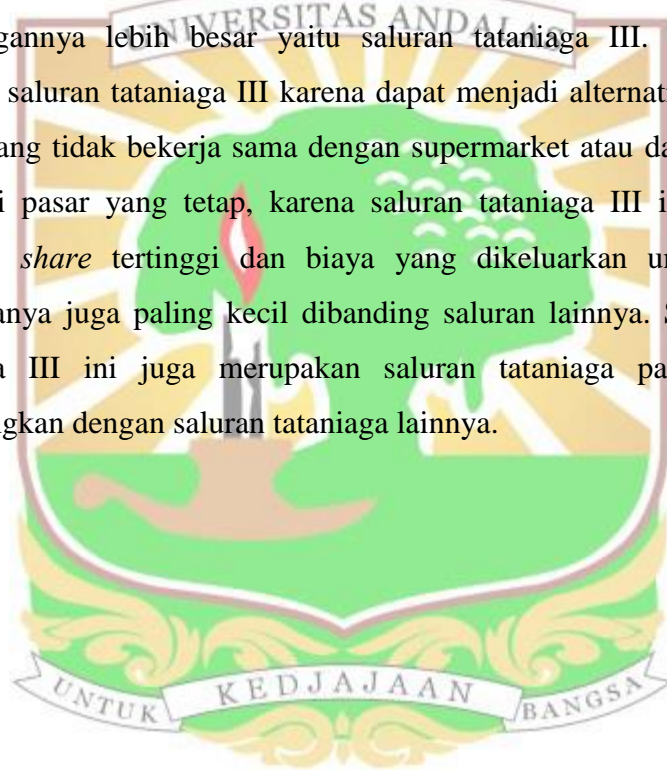 UNIVERSITAS ANDALAS
gannya lebih besar yaitu saluran tataniaga III.
saluran tataniaga III karena dapat menjadi alternat
ang tidak bekerja sama dengan supermarket atau da
i pasar yang tetap, karena saluran tataniaga III i
share tertinggi dan biaya yang dikeluarkan u
anya juga paling kecil dibanding saluran lainnya. S
a III ini juga merupakan saluran tataniaga pa
ngkan dengan saluran tataniaga lainnya.
UNTUK KEDJAJAAN BANGSA